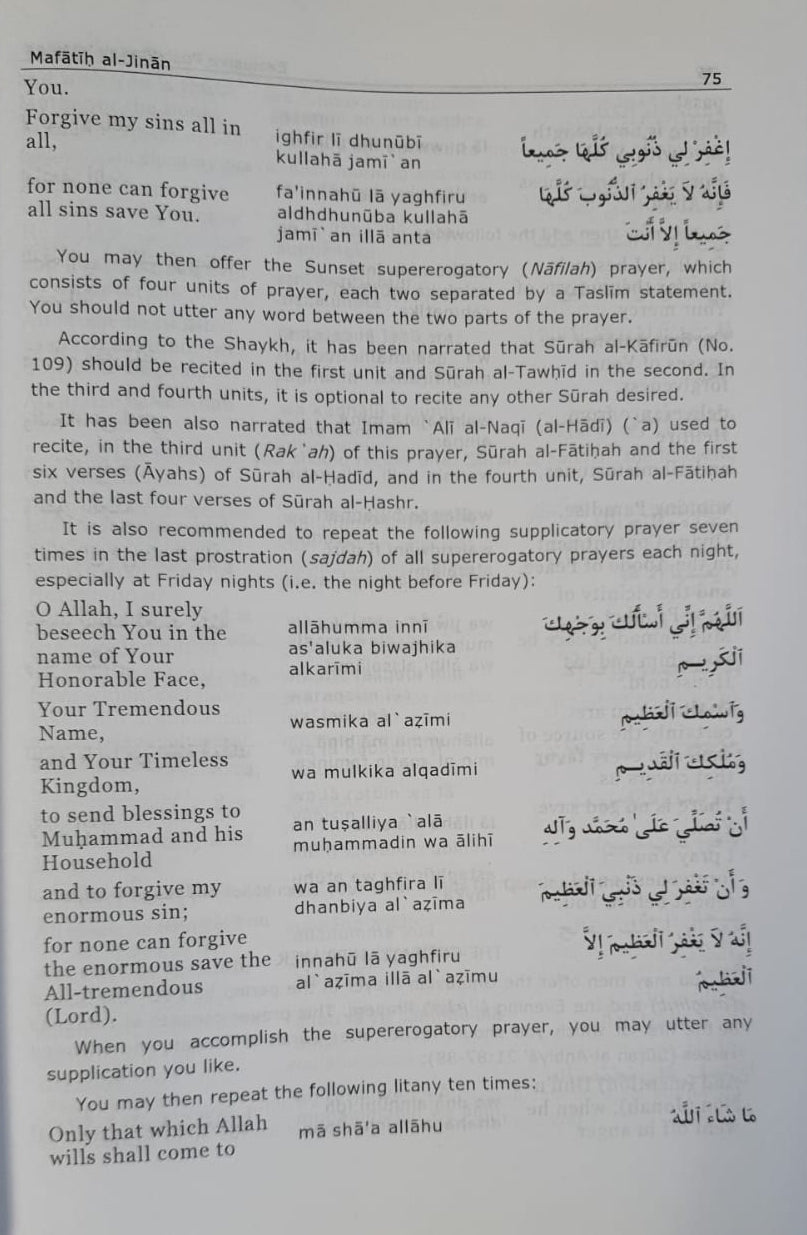 Mafātīḥ al-Jinān
75
You.
Forgive my sins all in
all,
ighfir lī dhunūbī
kullahā jamī`an
إِغْفِرْ لِي ذُنُوبِي كُلَّهَا جَمِيعاً
for none can forgive
all sins save You.
fa'innahū lā yaghfiru
aldhdhunūba kullahā
jamī`an illā anta
فَإِنَّهُ لاَ يَغْفِرُ ٱلذُّنُوبَ كُلَّهَا
جَمِيعاً إِلاَّ أَنْتَ
You may then offer the Sunset supererogatory (Nāfilah) prayer, which
consists of four units of prayer, each two separated by a Taslīm statement.
You should not utter any word between the two parts of the prayer.
According to the Shaykh, it has been narrated that Sūrah al-Kāfirūn (No.
109) should be recited in the first unit and Sūrah al-Tawḥīd in the second. In
the third and fourth units, it is optional to recite any other Sūrah desired.
It has been also narrated that Imam `Alī al-Naqī (al-Hādī) (`a) used to
recite, in the third unit (Rak`ah) of this prayer, Sūrah al-Fātiḥah and the first
six verses (Āyahs) of Sūrah al-Ḥadīd, and in the fourth unit, Sūrah al-Fātiḥah
and the last four verses of Sūrah al-Ḥashr.
It is also recommended to repeat the following supplicatory prayer seven
times in the last prostration (sajdah) of all supererogatory prayers each night,
especially at Friday nights (i.e. the night before Friday):
O Allah, I surely
beseech You in the
name of Your
Honorable Face,
allāhumma innī
as'aluka biwajhika
alkarīmi
اَللَّهُمَّ إِنِّي أَسْأَلُكَ بِوَجْهِكَ
ٱلْكَرِيـمِ
Your Tremendous
Name,
wasmika al`aẓīmi
وَٱسْمِكَ ٱلْعَظِيمِ
and Your Timeless
Kingdom,
wa mulkika alqadīmi
وَمُلْكِكَ ٱلْقَدِيـمِ
to send blessings to
Muḥammad and his
Household
an tuṣalliya `alā
muḥammadin wa ālihī
أَنْ تُصَلِّيَ عَلَىٰ مُحَمَّد وَآلِهِ
and to forgive my
enormous sin;
wa an taghfira lī
dhanbiya al`aẓīma
وَأَنْ تَغْفِرَ لِي ذَنْبِيَ ٱلْعَظِيمَ
for none can forgive
the enormous save the
All-tremendous
(Lord).
innahū lā yaghfiru
al`aẓīma illā al`aẓīmu
إِنَّهُ لاَ يَغْفِرُ ٱلْعَظِيمَ إِلاَّ
ٱلْعَظِيمُ
When you accomplish the supererogatory prayer, you may utter any
supplication you like.
You may then repeat the following litany ten times:
Only that which Allah
wills shall come to
mā shā'a allāhu
مَا شَاءَ ٱللَّهُ